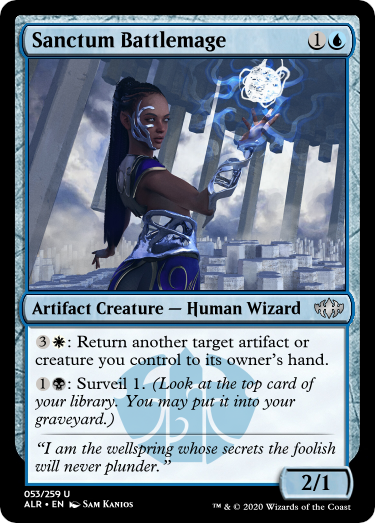 Sanctum Battlemage 1
Artifact Creature — Human Wizard
3 : Return another target artifact or
creature you control to its owner's hand.
1 : Surveil 1. (Look at the top card of
your library. You may put it into your
graveyard.)
“I am the wellspring whose secrets the foolish
will never plunder.”
2/1
053/259 U
ALR • EN Sam Kanios
™ & © 2020 Wizards of the Coast